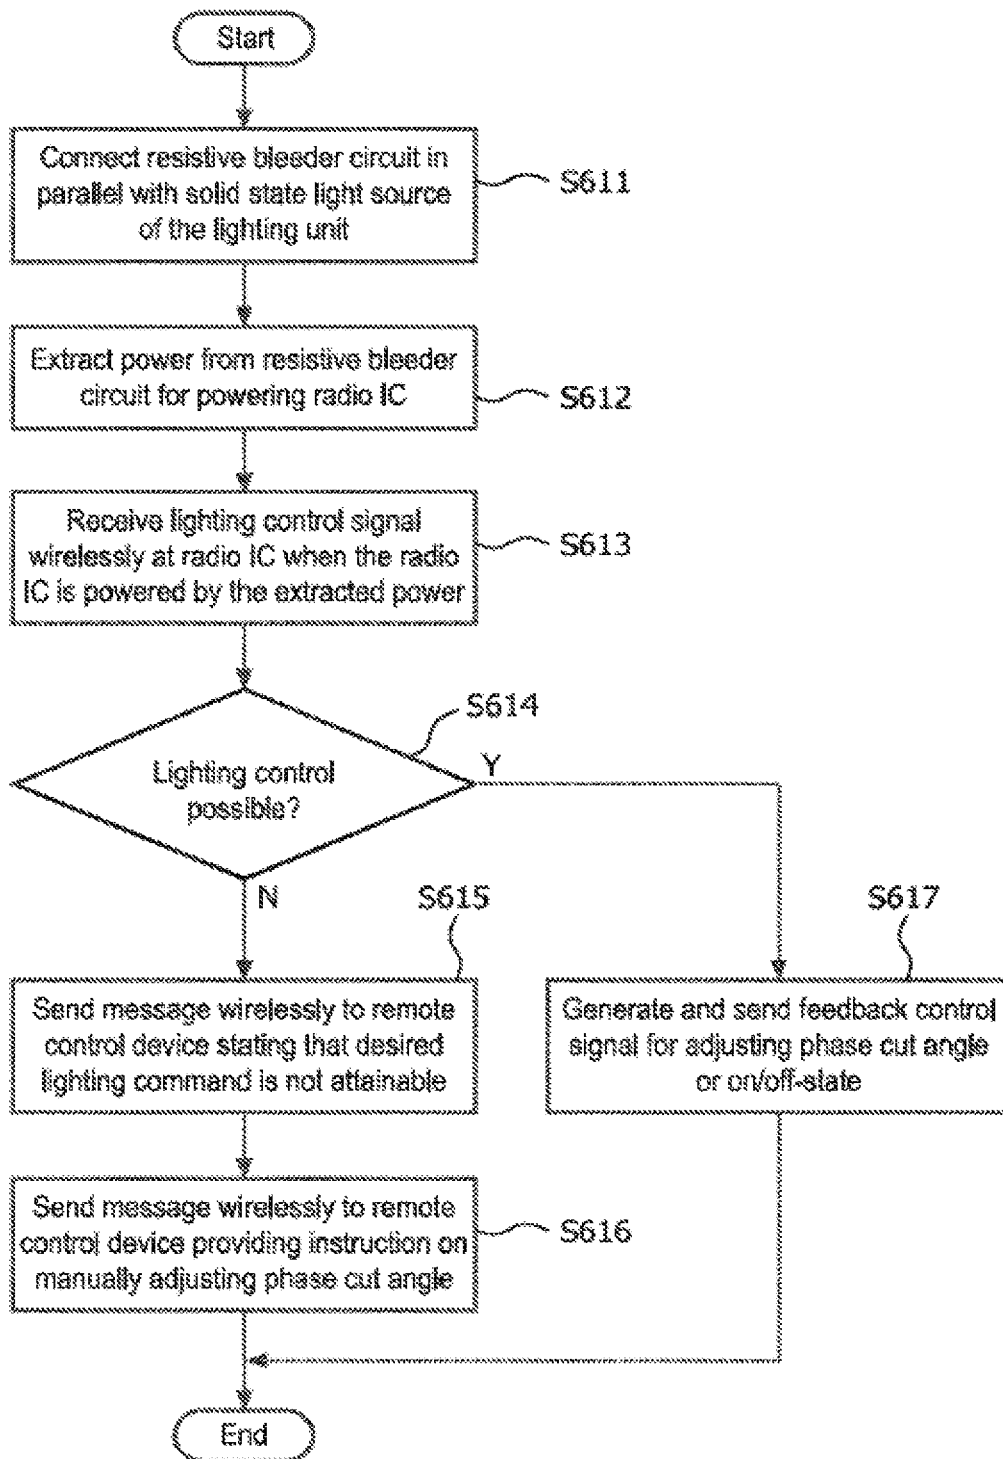 Start
Connect resistive bleeder circuit in
parallel with solid state light source
of the lighting unit
S611
Extract power from resistive bleeder
circuit for powering radio IC
S612
Receive lighting control signal
wirelessly at radio IC when the radio
IC is powered by the extracted power
S613
S614
Lighting control
possible?
Y
N
S615
Send message wirelessly to remote
control device stating that desired
lighting command is not attainable
S617
Generate and send feedback control
signal for adjusting phase cut angle
or on/off-state
Send message wirelessly to remote
control device providing instruction on
manually adjusting phase cut angle
S616
End